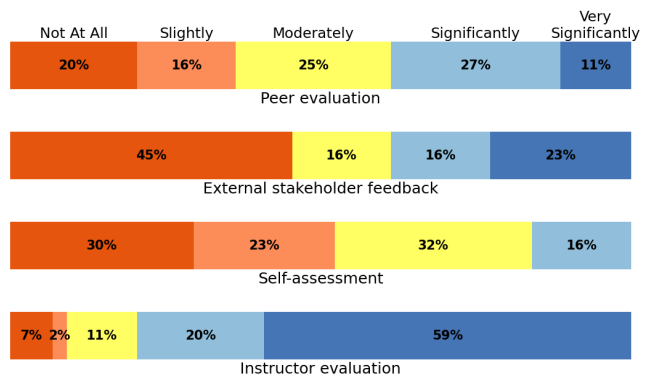 Not At All Slightly Moderately Significantly Very Significantly
20% 16% 25% 27% 11%
Peer evaluation
45% 16% 16% 23%
External stakeholder feedback
30% 23% 32% 16%
Self-assessment
7% 2% 11% 20% 59%
Instructor evaluation